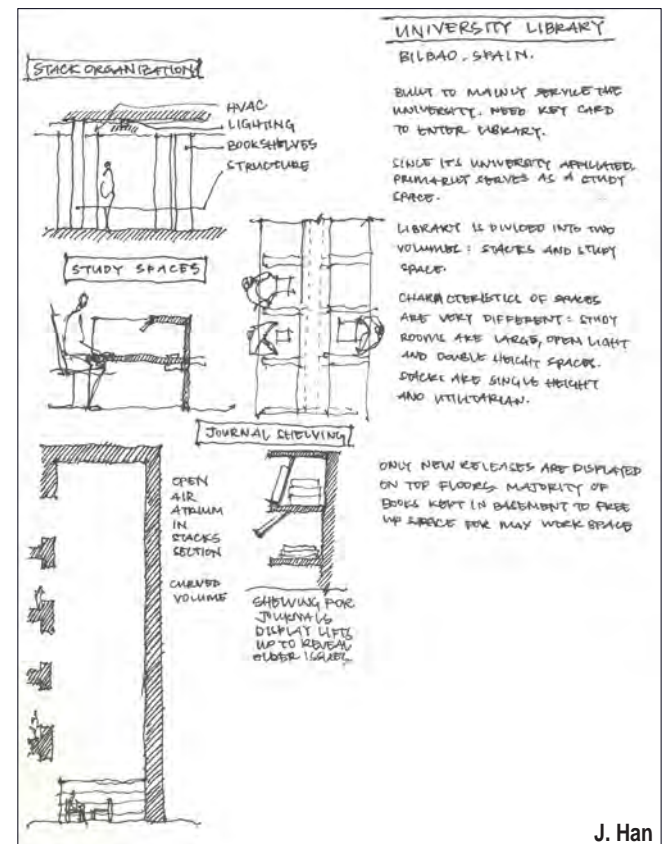 UNIVERSITY LIBRARY
BILBAO, SPAIN.
BUILT TO MAINLY SERVICE THE
UNIVERSITY. NEED KEY CARD
TO ENTER LIBRARY.
SINCE ITS UNIVERSITY AFFILIATED,
PRIMARILY SERVES AS A STUDY
SPACE.
LIBRARY IS DIVIDED INTO TWO
VOLUMES: STACKS AND STUDY
SPACE.
CHARACTERISTICS OF SPACES
ARE VERY DIFFERENT: STUDY
ROOMS ARE LARGE, OPEN LIGHT
AND DOUBLE HEIGHT SPACES.
STACKS ARE SINGLE HEIGHT
AND UTILITARIAN.
ONLY NEW RELEASES ARE DISPLAYED
ON TOP FLOORS. MAJORITY OF
BOOKS KEPT IN BASEMENT TO FREE
UP SPACE FOR MAX WORK SPACE
STACK ORGANIZATION
HVAC
LIGHTING
BOOKSHELVES
STRUCTURE
STUDY SPACES
JOURNAL SHELVING
OPEN
AIR
ATRIUM
IN
STACKS
SECTION
CURVED
VOLUME
SHELVING FOR
JOURNALS
DISPLAY LIFTS
UP TO REVEAL
OLDER ISSUES
J. Han